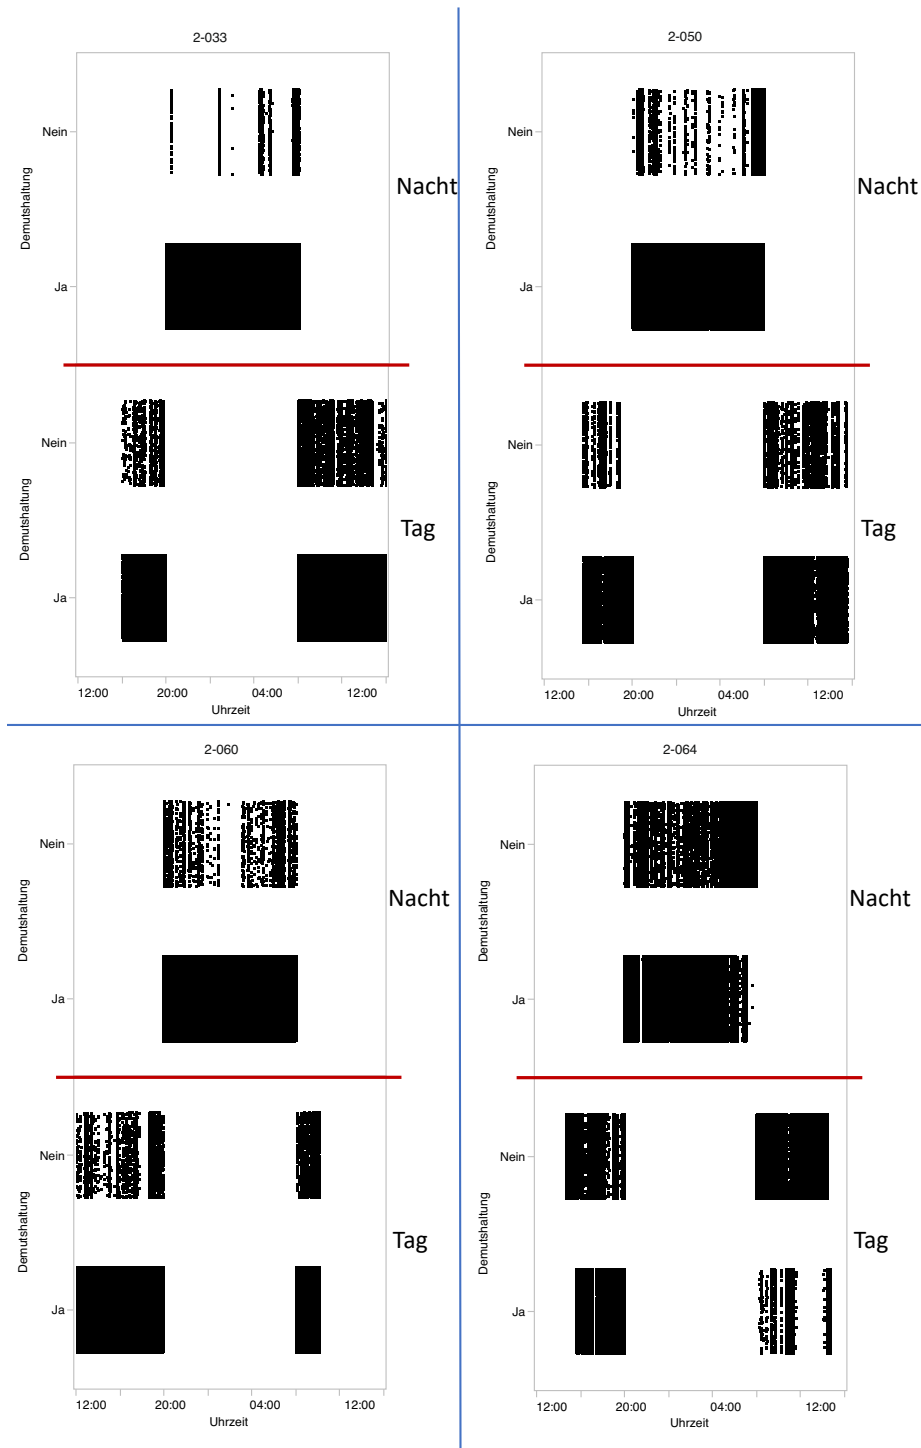 2-033
Nein
Ja
Demutshaltung
Nacht
Nein
Ja
Demutshaltung
Tag
12:00 20:00 04:00 12:00
Uhrzeit
2-050
Nein
Ja
Demutshaltung
Nacht
Nein
Ja
Demutshaltung
Tag
12:00 20:00 04:00 12:00
Uhrzeit
2-060
Nein
Ja
Demutshaltung
Nacht
Nein
Ja
Demutshaltung
Tag
12:00 20:00 04:00 12:00
Uhrzeit
2-064
Nein
Ja
Demutshaltung
Nacht
Nein
Ja
Demutshaltung
Tag
12:00 20:00 04:00 12:00
Uhrzeit